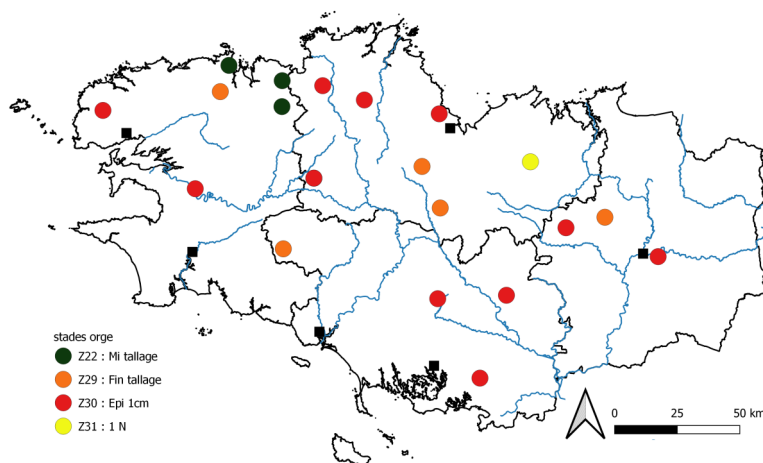 stades orge
Z22 : Mi tallage
Z29 : Fin tallage
Z30 : Epi 1cm
Z31 : 1 N
0 25 50 km